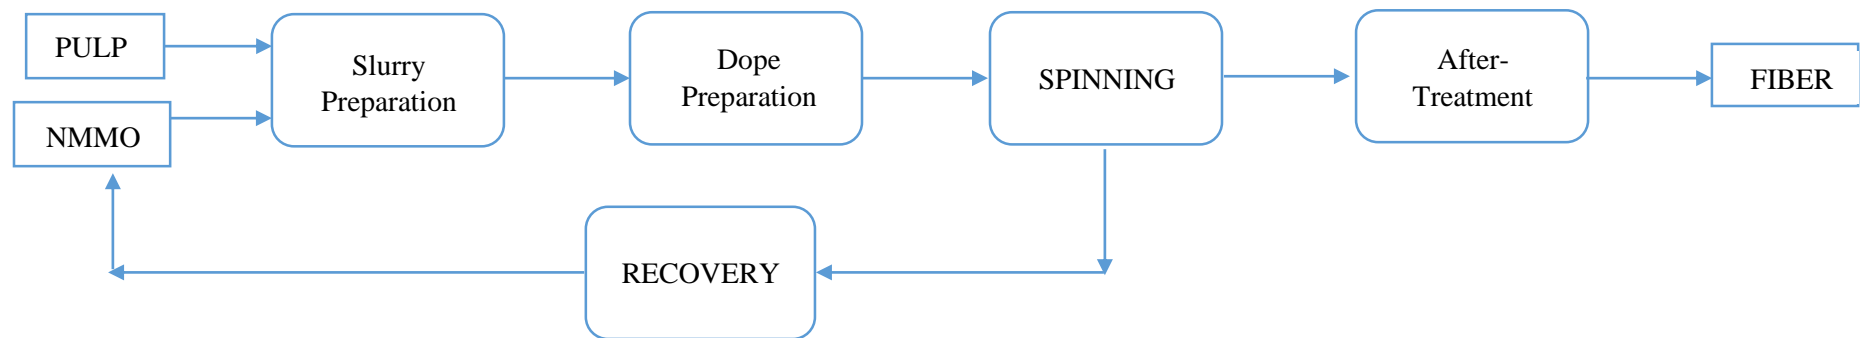 PULP
NMMO
Slurry
Preparation
Dope
Preparation
SPINNING
After-
Treatment
FIBER
RECOVERY